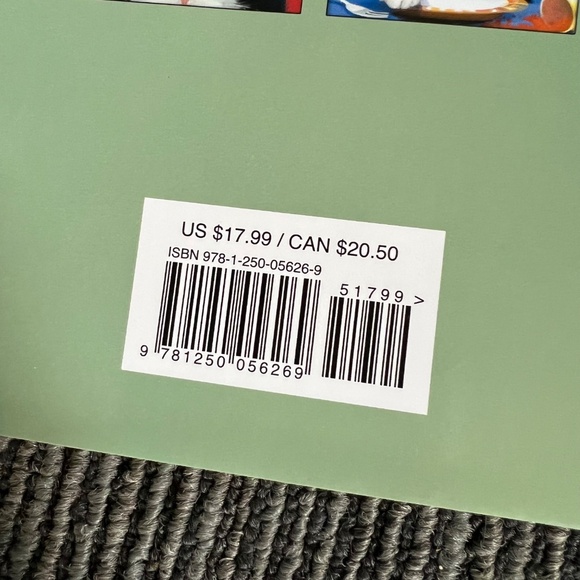 US $17.99 / CAN $20.50
ISBN 978-1-250-05626-9
51799 >
9 781250 056269